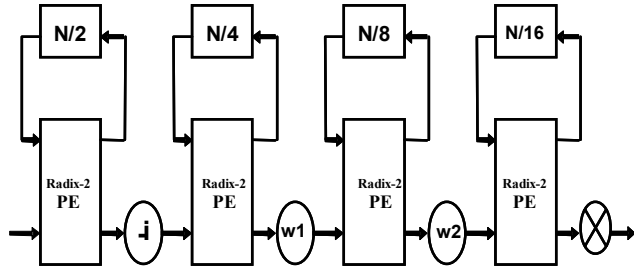 N/2
N/4
N/8
N/16
Radix-2
PE
Radix-2
PE
Radix-2
PE
Radix-2
PE
-j
w1
w2